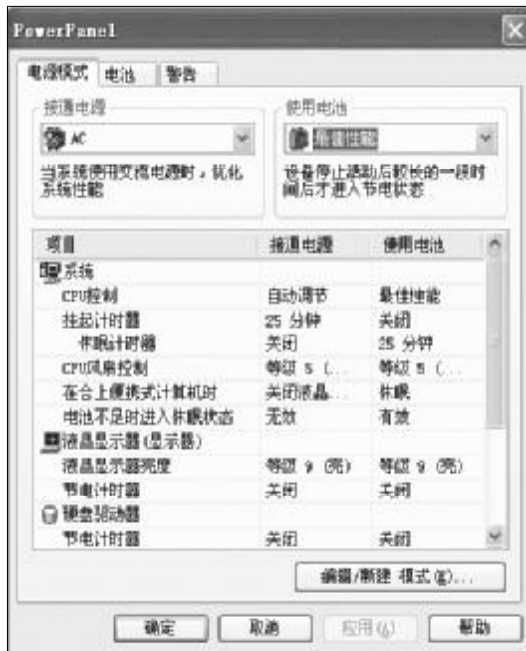 PowerPanel
电源模式 电池 警告
接通电源 使用电池
AC 最佳性能
当系统使用交流电源时，优化系统性能
设备停止活动后较长的一段时间后才进入节电状态
项目 接通电源 使用电池
系统
CPU控制 自动调节 最佳性能
挂起计时器 25 分钟 关闭
休眠计时器 关闭 25 分钟
CPU风扇控制 等级 5 (... 等级 5 (...
在合上便携式计算机时 关闭液晶... 休眠
电池不足时进入休眠状态 无效 有效
液晶显示器(显示器)
液晶显示器亮度 等级 9 (亮) 等级 9 (亮)
节电计时器 关闭 关闭
硬盘驱动器
节电计时器 关闭 关闭
编辑/新建 模式(E)...
确定 取消 应用(A) 帮助